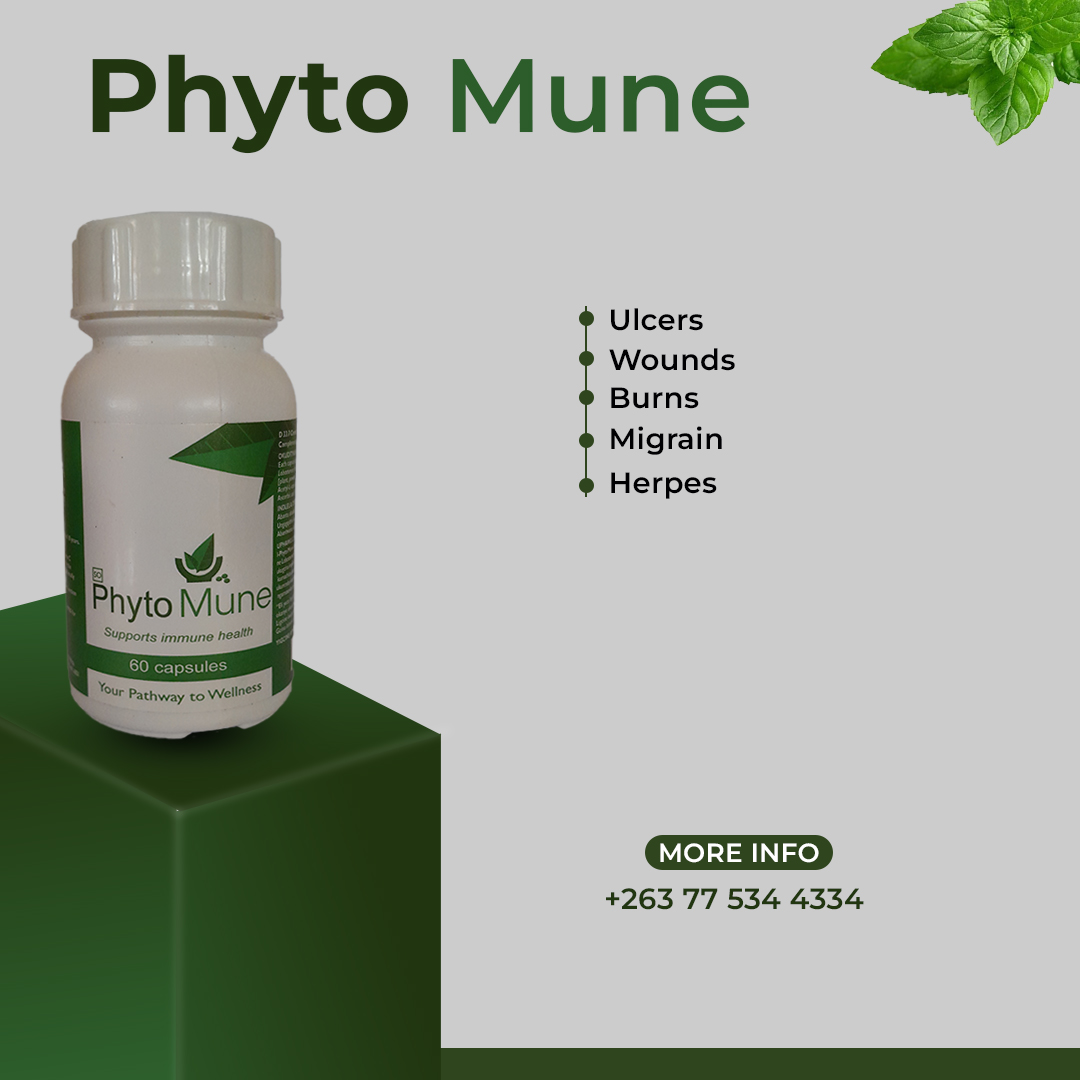 Phyto Mune
Ulcers
Wounds
Burns
Migrain
Herpes
SD
Phyto Mune
Supports immune health
60 capsules
Your Pathway to Wellness
MORE INFO
+263 77 534 4334